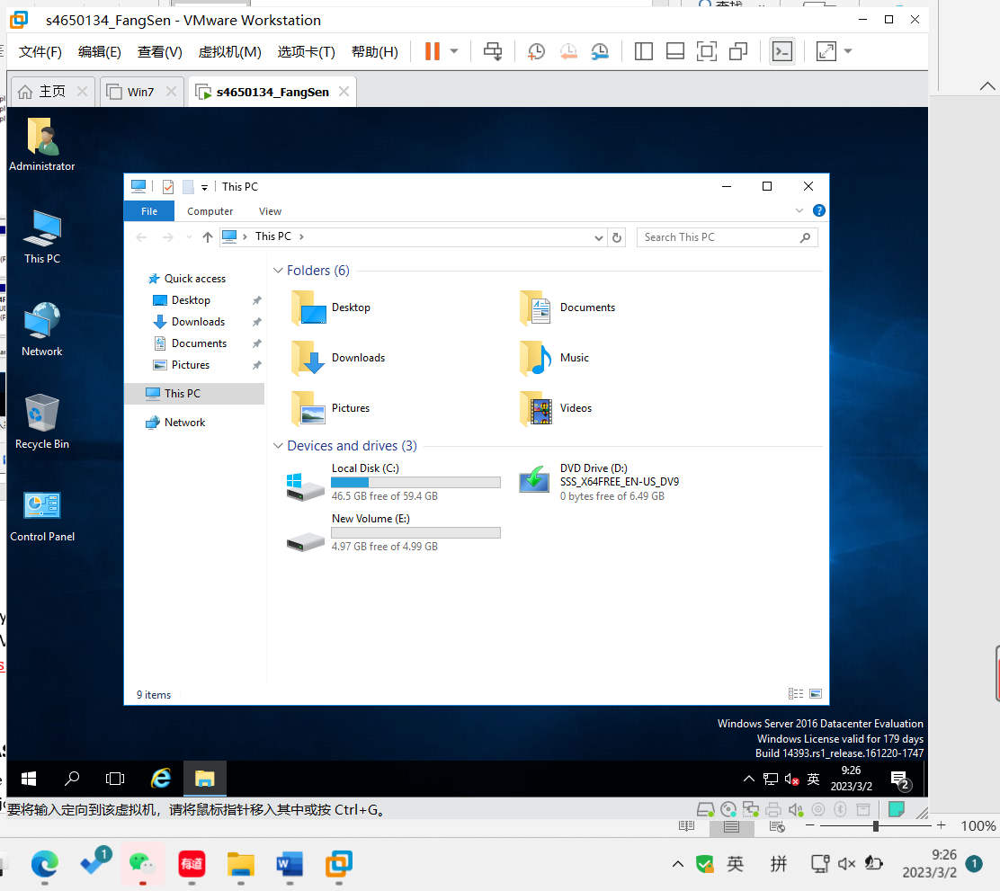 查找
s4650134_FangSen - VMware Workstation
文件(F) 编辑(E) 查看(V) 虚拟机(M) 选项卡(T) 帮助(H)
主页 Win7 s4650134_FangSen
Administrator
This PC
Network
Recycle Bin
Control Panel
This PC
File Computer View
This PC
Search This PC
Quick access
Desktop
Downloads
Documents
Pictures
This PC
Network
Folders (6)
Desktop
Documents
Downloads
Music
Pictures
Videos
Devices and drives (3)
Local Disk (C:)
46.5 GB free of 59.4 GB
DVD Drive (D:)
SSS_X64FREE_EN-US_DV9
0 bytes free of 6.49 GB
New Volume (E:)
4.97 GB free of 4.99 GB
9 items
Windows Server 2016 Datacenter Evaluation
Windows License valid for 179 days
Build 14393.rs1_release.161220-1747
英
9:26
2023/3/2
2
要将输入定向到该虚拟机，请将鼠标指针移入其中或按 Ctrl+G。
100%
1
有道
英 拼
9:26
2023/3/2
1